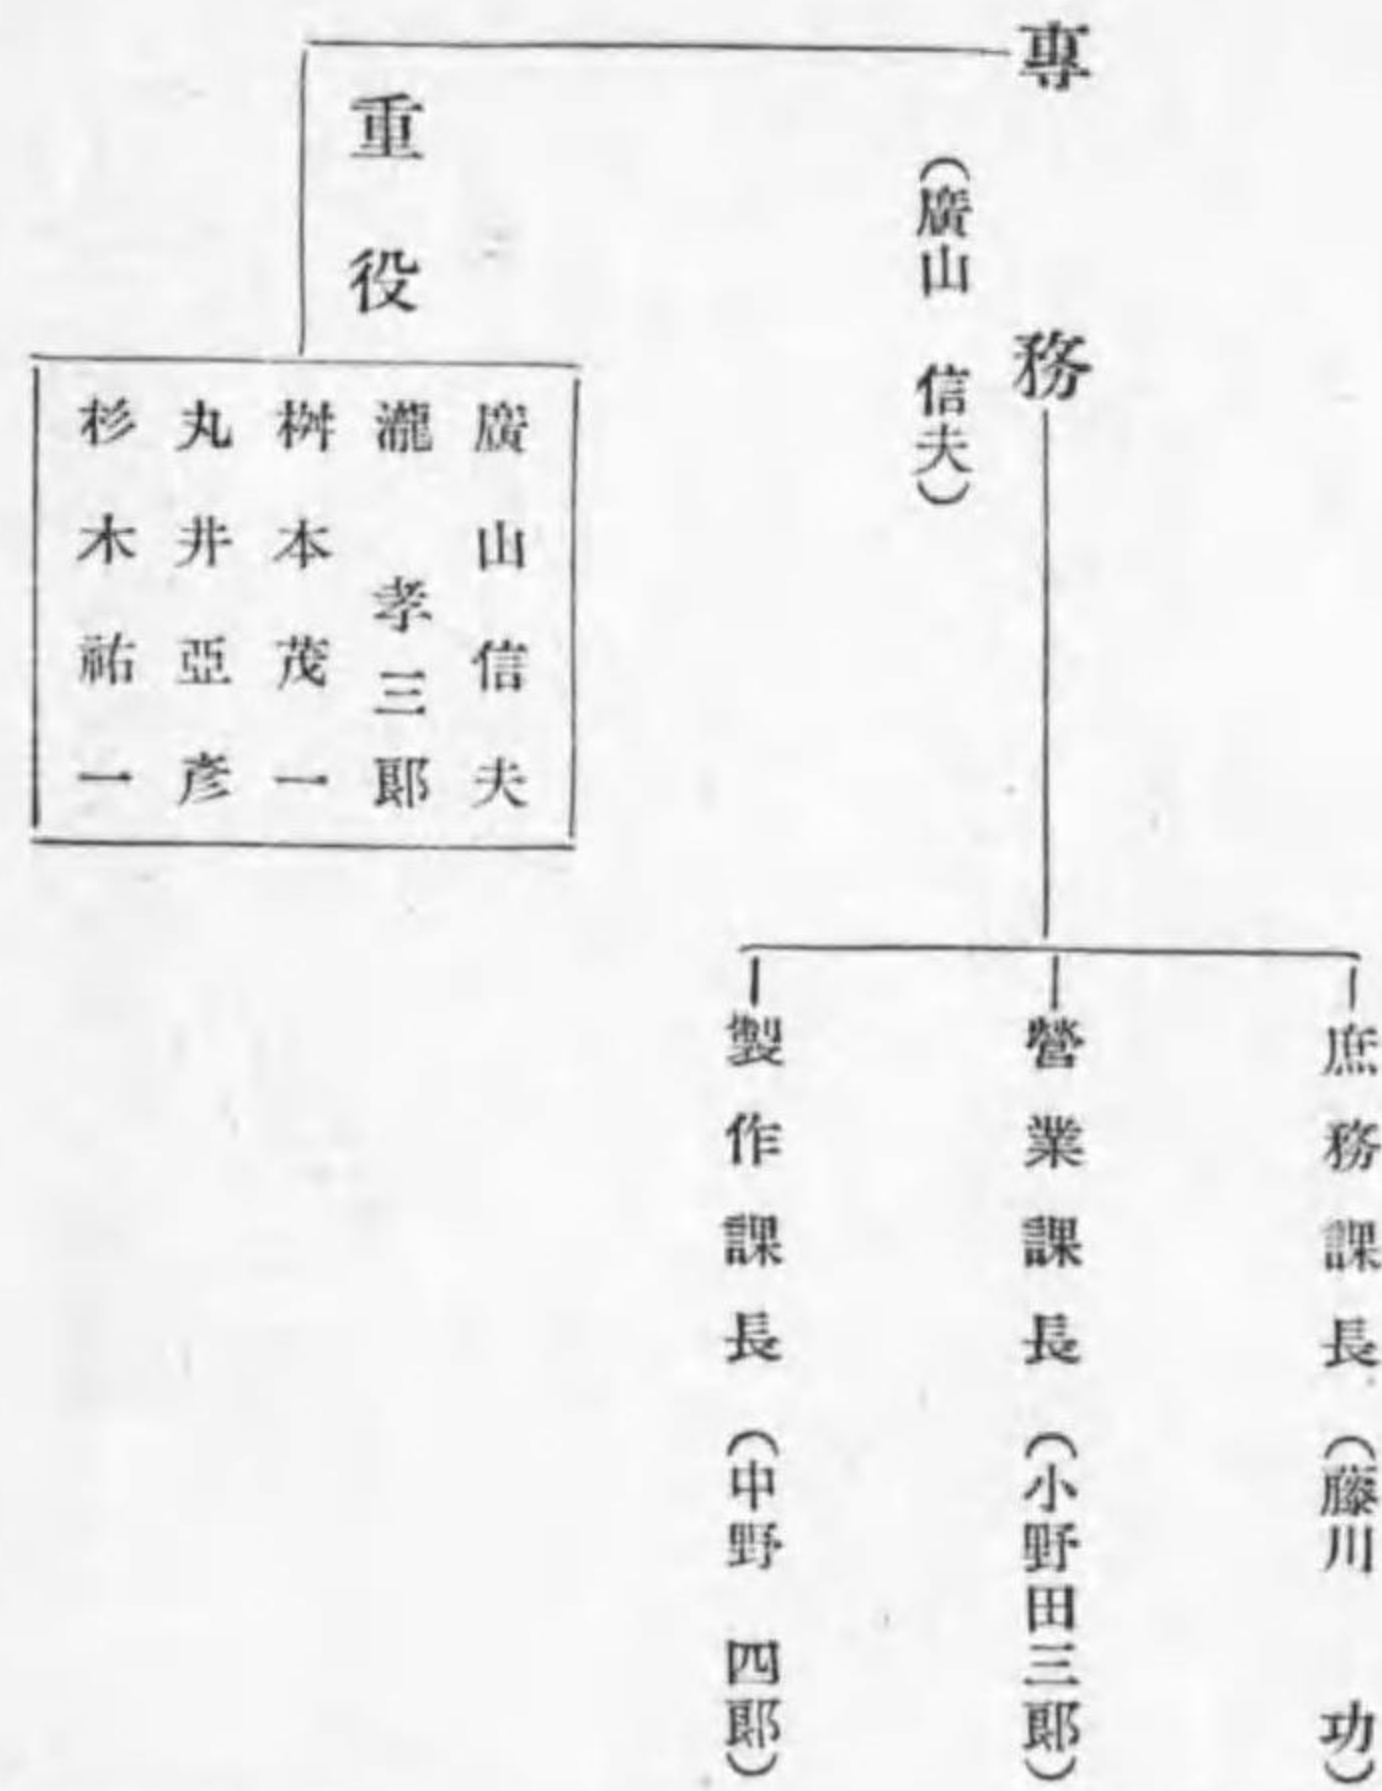 專務
（廣山　信夫）
庶務課長（藤川　功）
營業課長（小野田三郎）
製作課長（中野　四郎）
重役
廣山信夫
瀧　孝三郎
桝本茂一
丸井亞彦
杉木祐一